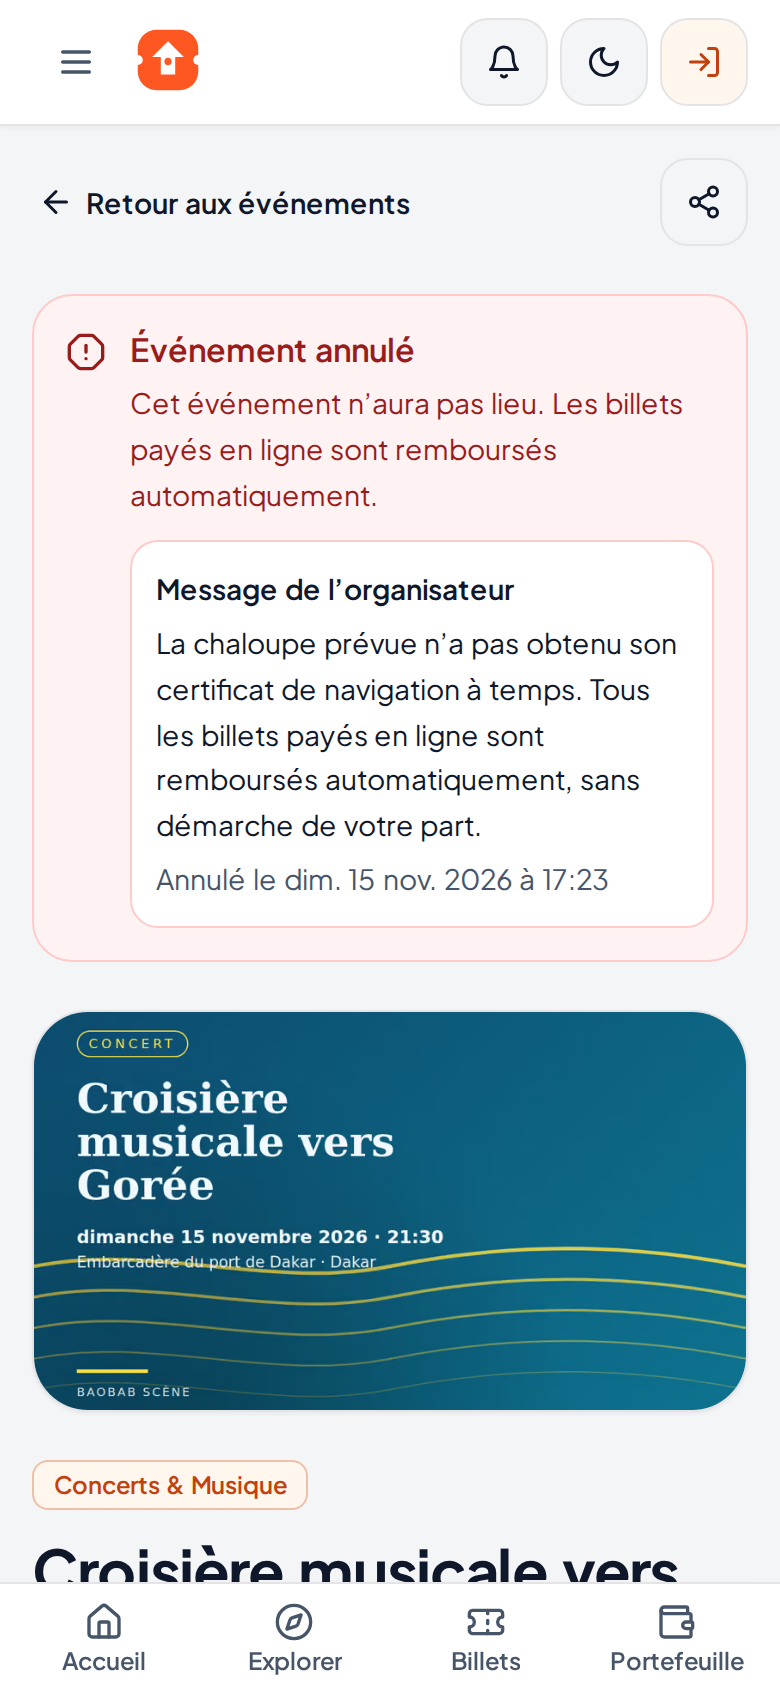 Retour aux événements
Événement annulé
Cet événement n’aura pas lieu. Les billets
payés en ligne sont remboursés
automatiquement.
Message de l’organisateur
La chaloupe prévue n’a pas obtenu son
certificat de navigation à temps. Tous
les billets payés en ligne sont
remboursés automatiquement, sans
démarche de votre part.
Annulé le dim. 15 nov. 2026 à 17:23
CONCERT
Croisière
musicale vers
Gorée
dimanche 15 novembre 2026 · 21:30
Embarcadère du port de Dakar · Dakar
BAOBAB SCÈNE
Concerts & Musique
Croisière musicale vers
Accueil
Explorer
Billets
Portefeuille